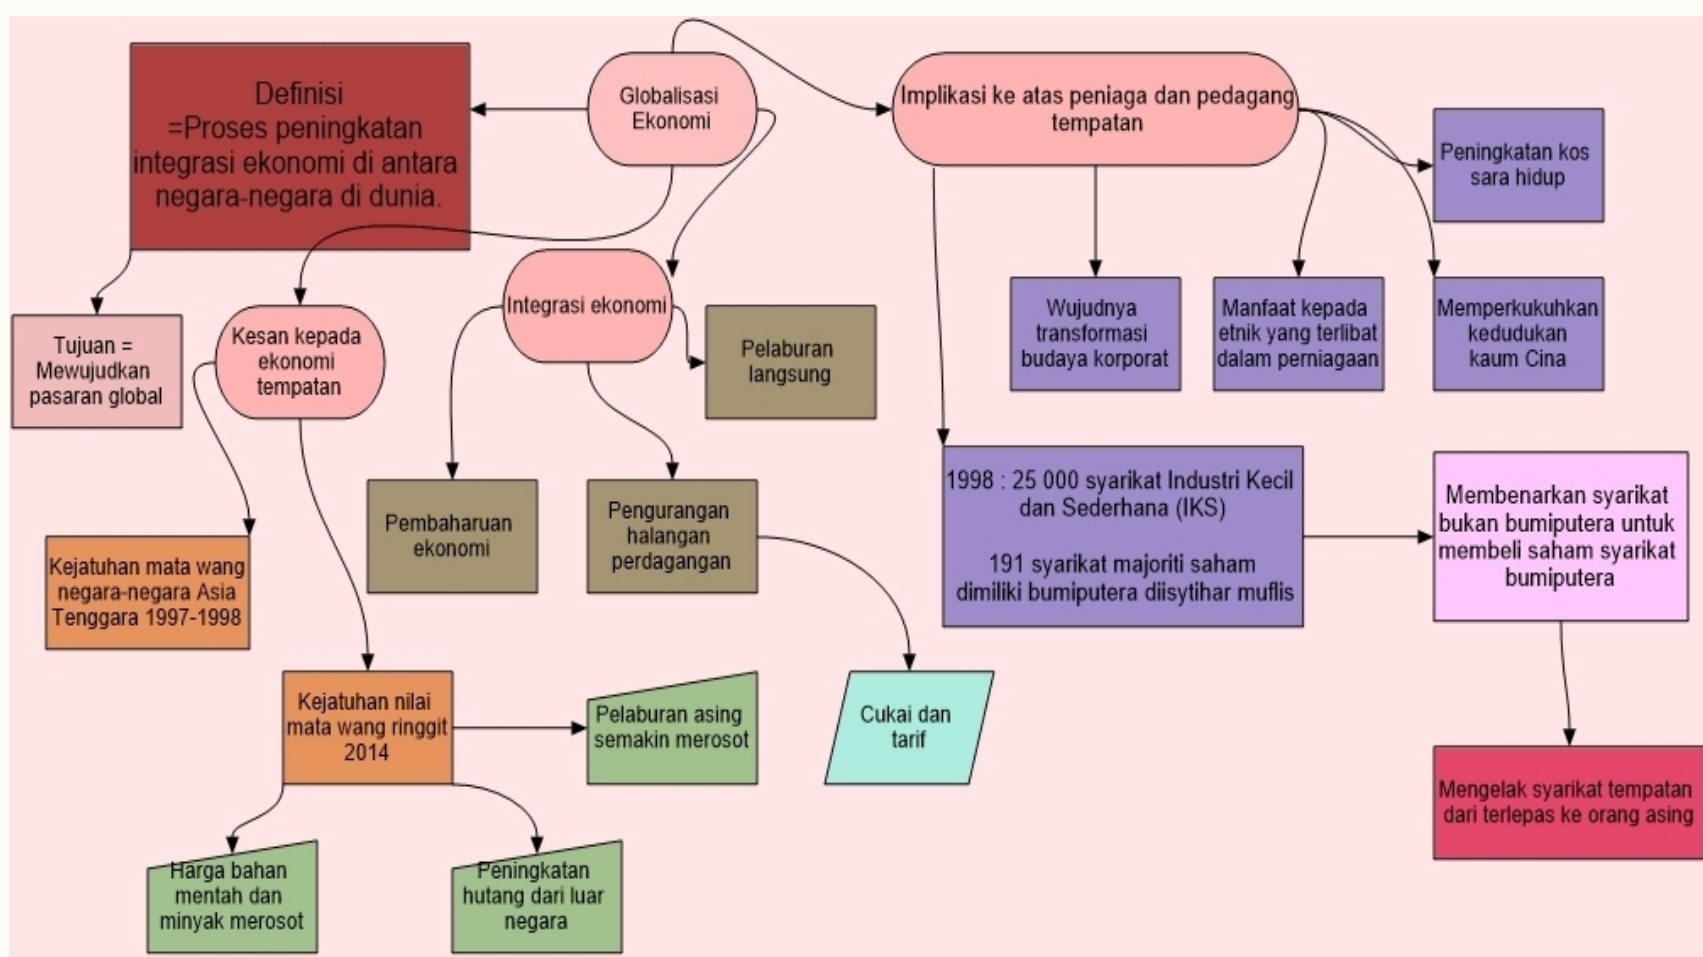 Definisi
=Proses peningkatan
integrasi ekonomi di antara
negara-negara di dunia.
Globalisasi
Ekonomi
Implikasi ke atas peniaga dan pedagang
tempatan
Peningkatan kos
sara hidup
Tujuan =
Mewujudkan
pasaran global
Kesan kepada
ekonomi
tempatan
Integrasi ekonomi
Pelaburan
langsung
Wujudnya
transformasi
budaya korporat
Manfaat kepada
etnik yang terlibat
dalam perniagaan
Memperkukuhkan
kedudukan
kaum Cina
Kejatuhan mata wang
negara-negara Asia
Tenggara 1997-1998
Pembaharuan
ekonomi
Pengurangan
halangan
perdagangan
1998 : 25 000 syarikat Industri Kecil
dan Sederhana (IKS)
191 syarikat majoriti saham
dimiliki bumiputera diisytihar muflis
Membenarkan syarikat
bukan bumiputera untuk
membeli saham syarikat
bumiputera
Kejatuhan nilai
mata wang ringgit
2014
Pelaburan asing
semakin merosot
Cukai dan
tarif
Mengelak syarikat tempatan
dari terlepas ke orang asing
Harga bahan
mentah dan
minyak merosot
Peningkatan
hutang dari luar
negara